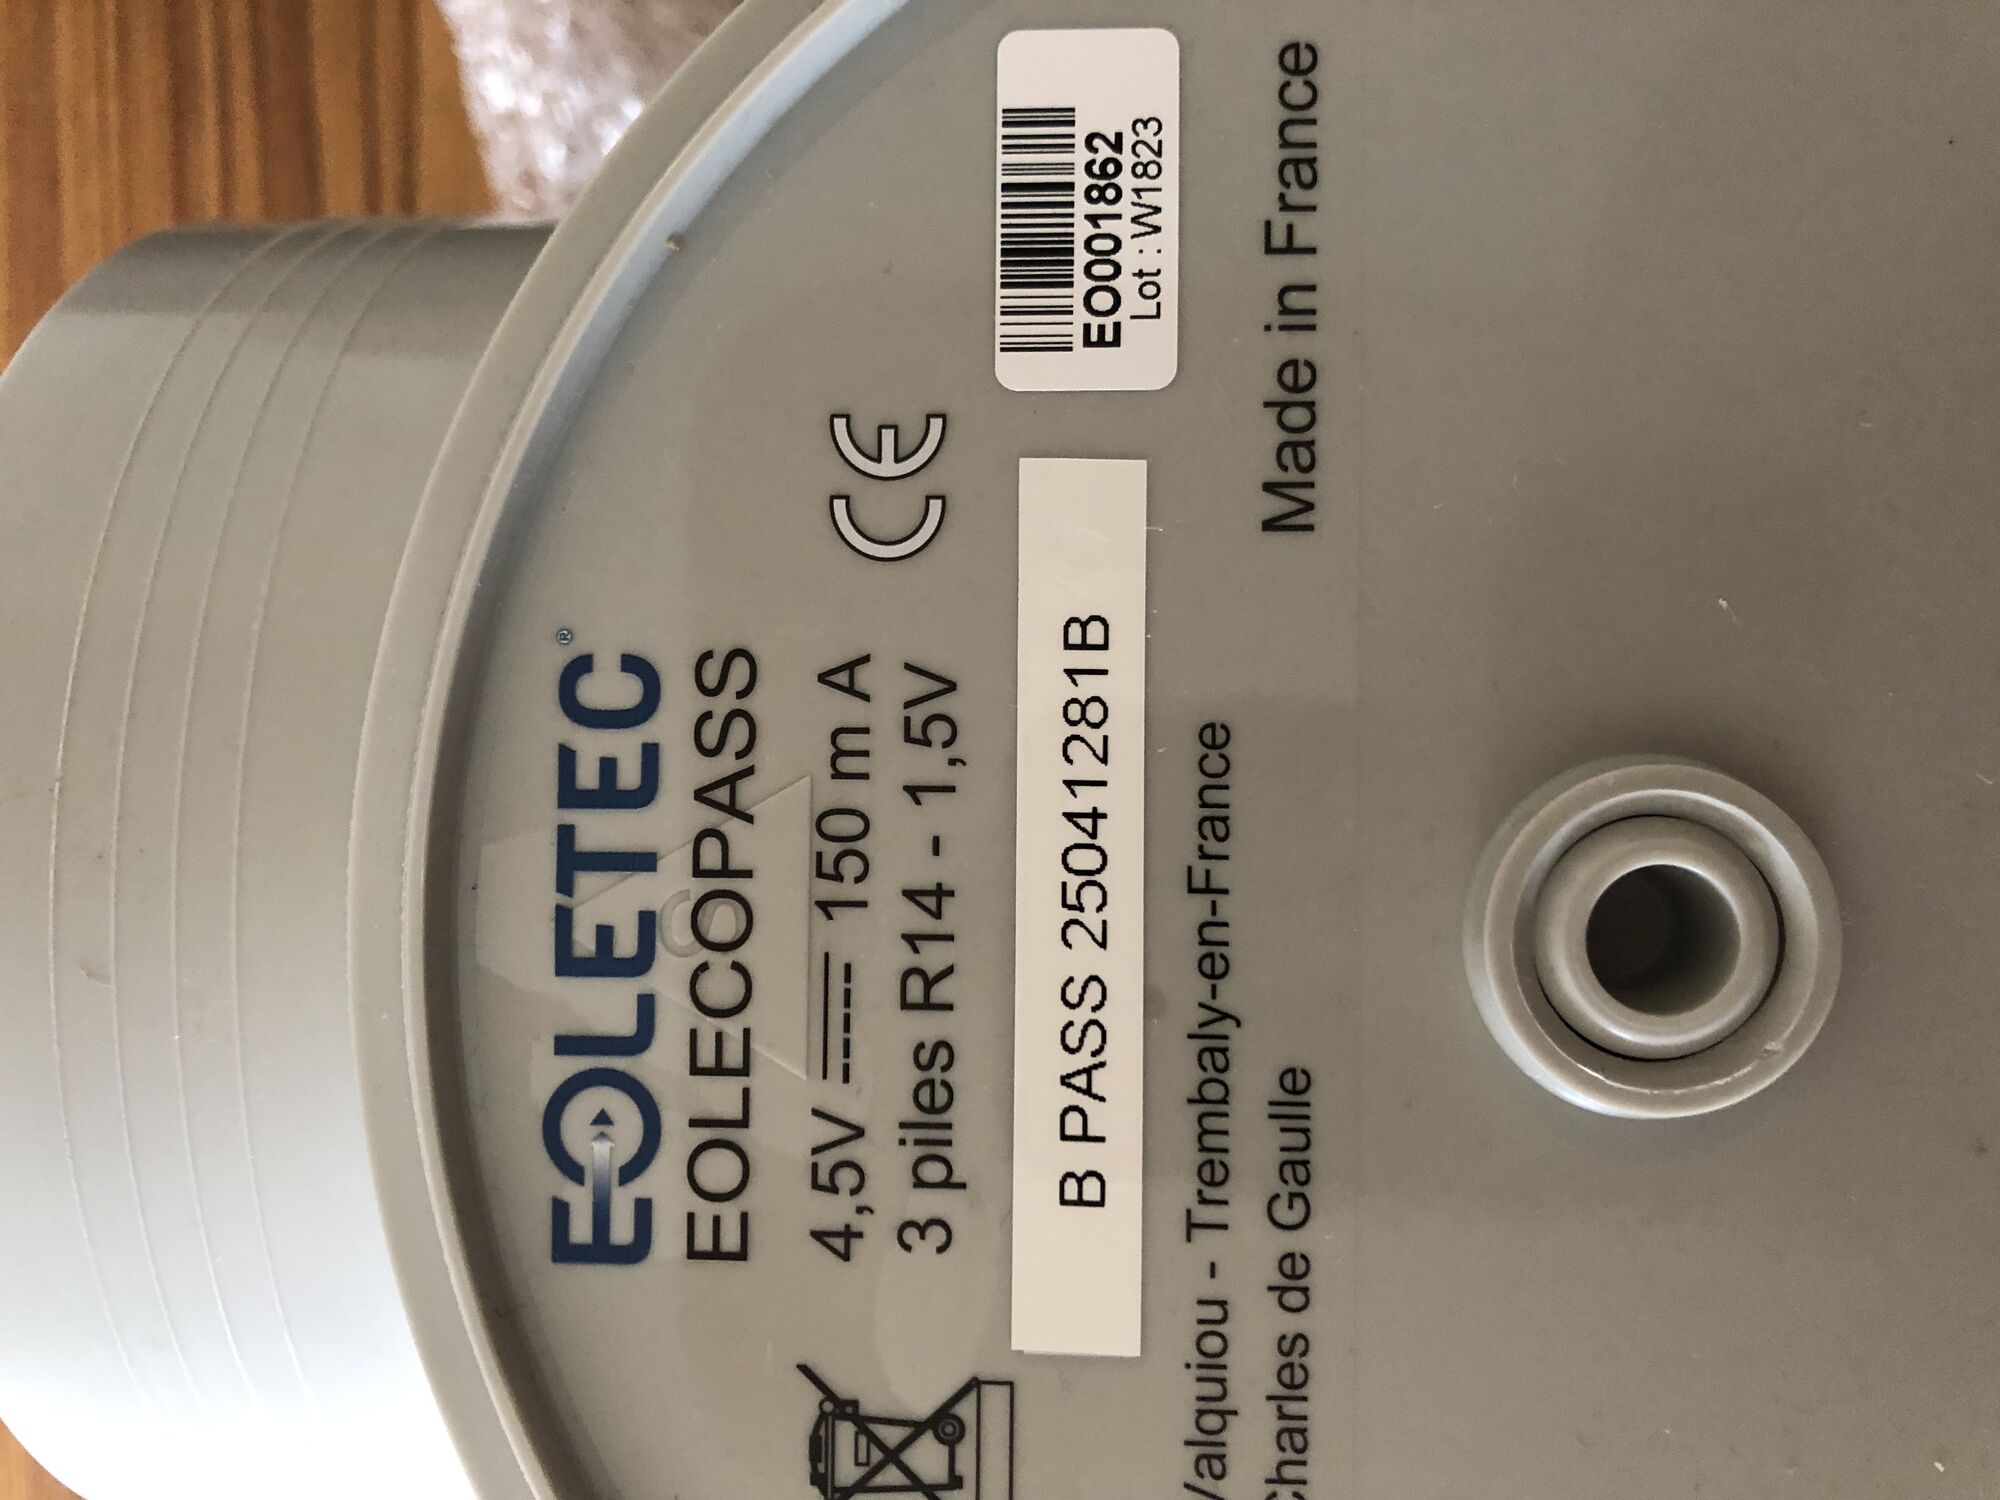 EOLETEC®
EOLECOPASS
4,5V 150 m A
3 piles R14 - 1,5V
CE
B PASS 25041281B
EO001862
Lot : W1823
Valquiou - Trembaly-en-France
Charles de Gaulle
Made in France